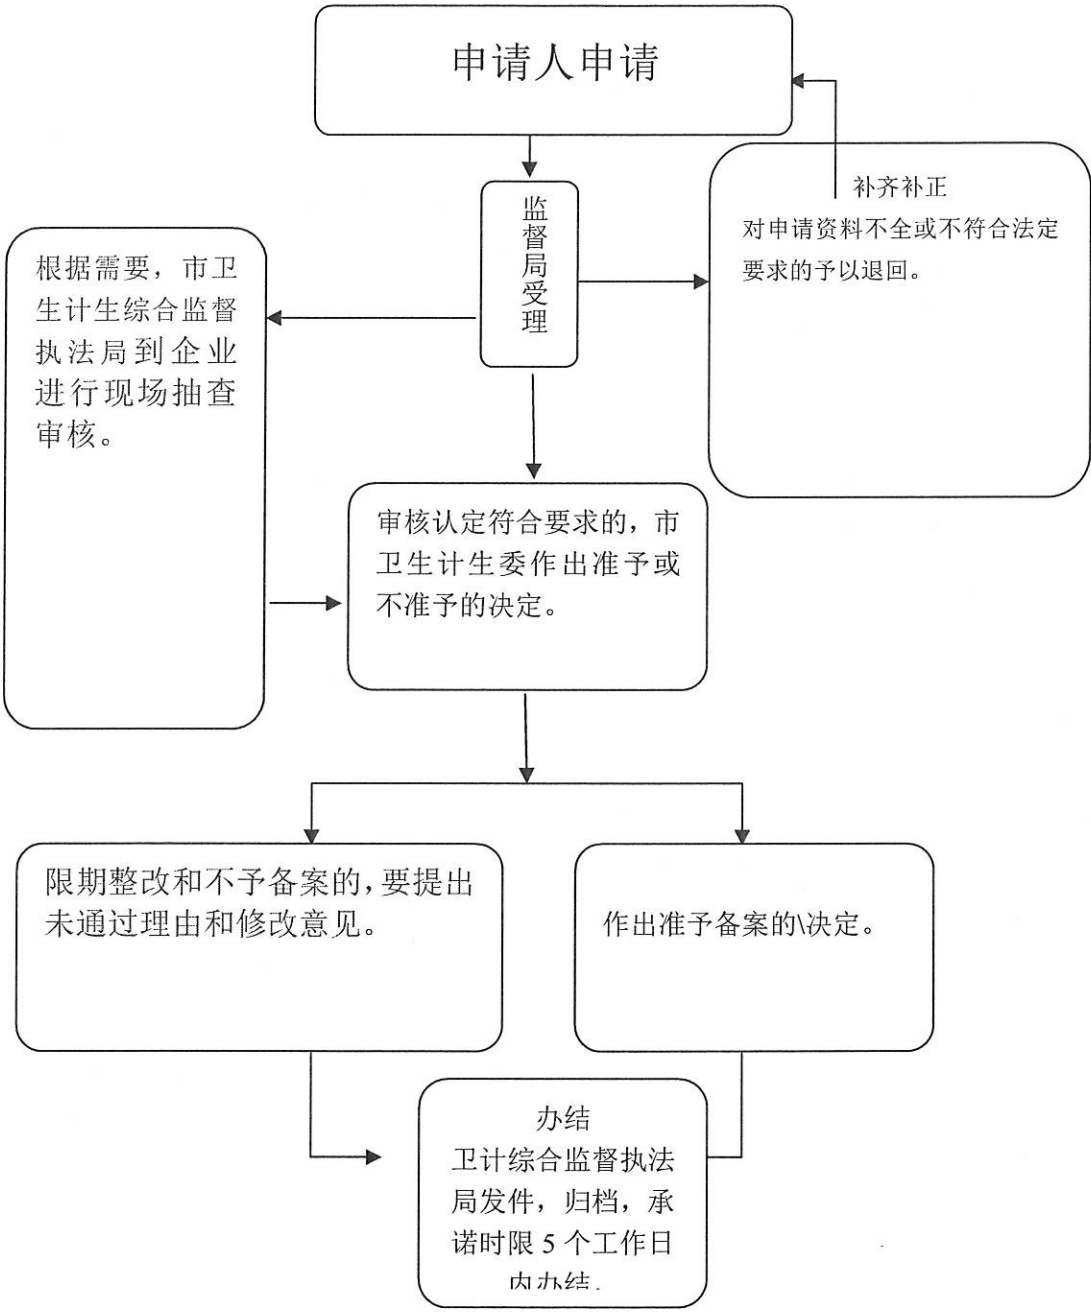 申请人申请
监督局受理
补齐补正
对申请资料不全或不符合法定
要求的予以退回。
根据需要，市卫
生计生综合监督
执法局到企业
进行现场抽查
审核。
审核认定符合要求的，市
卫生计生委作出准予或
不准予的决定。
限期整改和不予备案的，要提出
未通过理由和修改意见。
作出准予备案的\决定。
办结
卫计综合监督执法
局发件，归档，承
诺时限 5 个工作日
内办结.